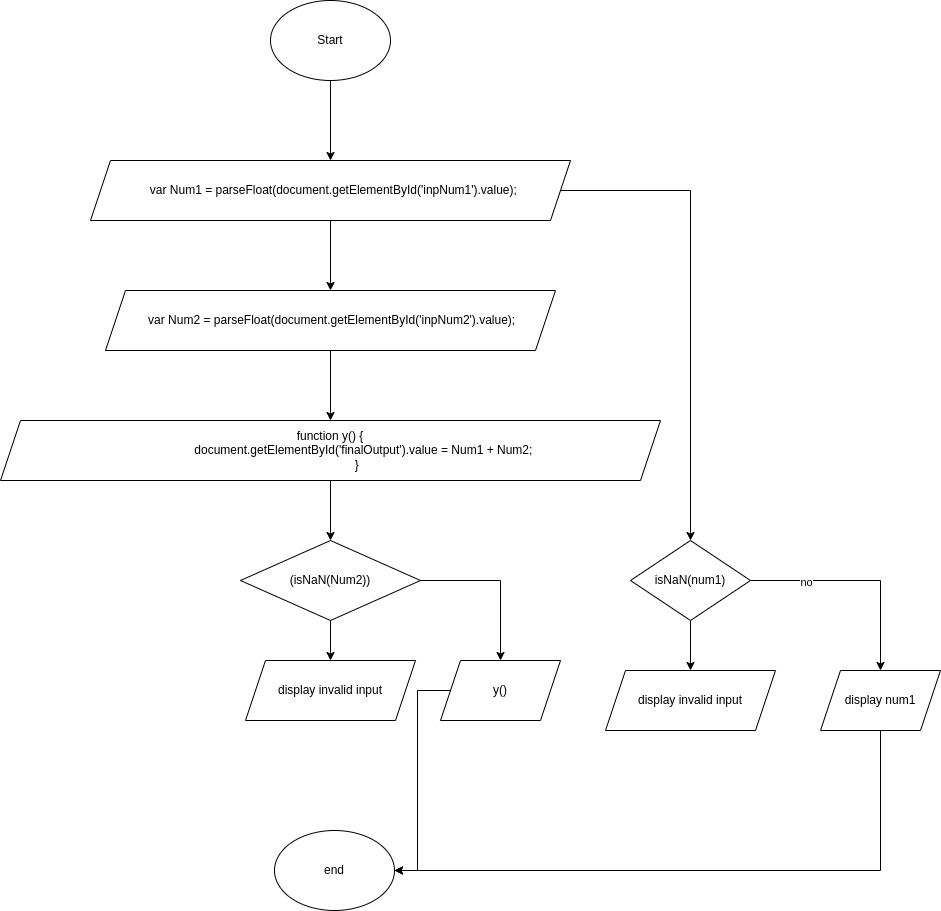 Start
var Num1 = parseFloat(document.getElementById('inpNum1').value);
var Num2 = parseFloat(document.getElementById('inpNum2').value);
function y() {
document.getElementById('finalOutput').value = Num1 + Num2;
}
(isNaN(Num2))
isNaN(num1)
no
display invalid input
y()
display invalid input
display num1
end